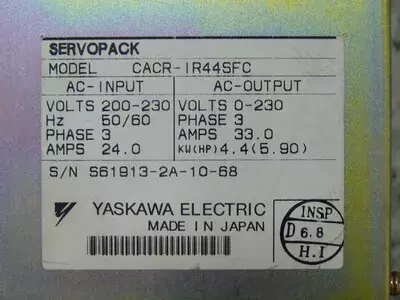 SERVOPACK
MODEL CACR-IR44SFC
AC-INPUT AC-OUTPUT
VOLTS 200-230 VOLTS 0-230
Hz 50/60 PHASE 3
PHASE 3 AMPS 33.0
AMPS 24.0 KW(HP) 4.4(5.90)
S/N S61913-2A-10-68
YASKAWA ELECTRIC
MADE IN JAPAN
INSP
D 6.8
H.I